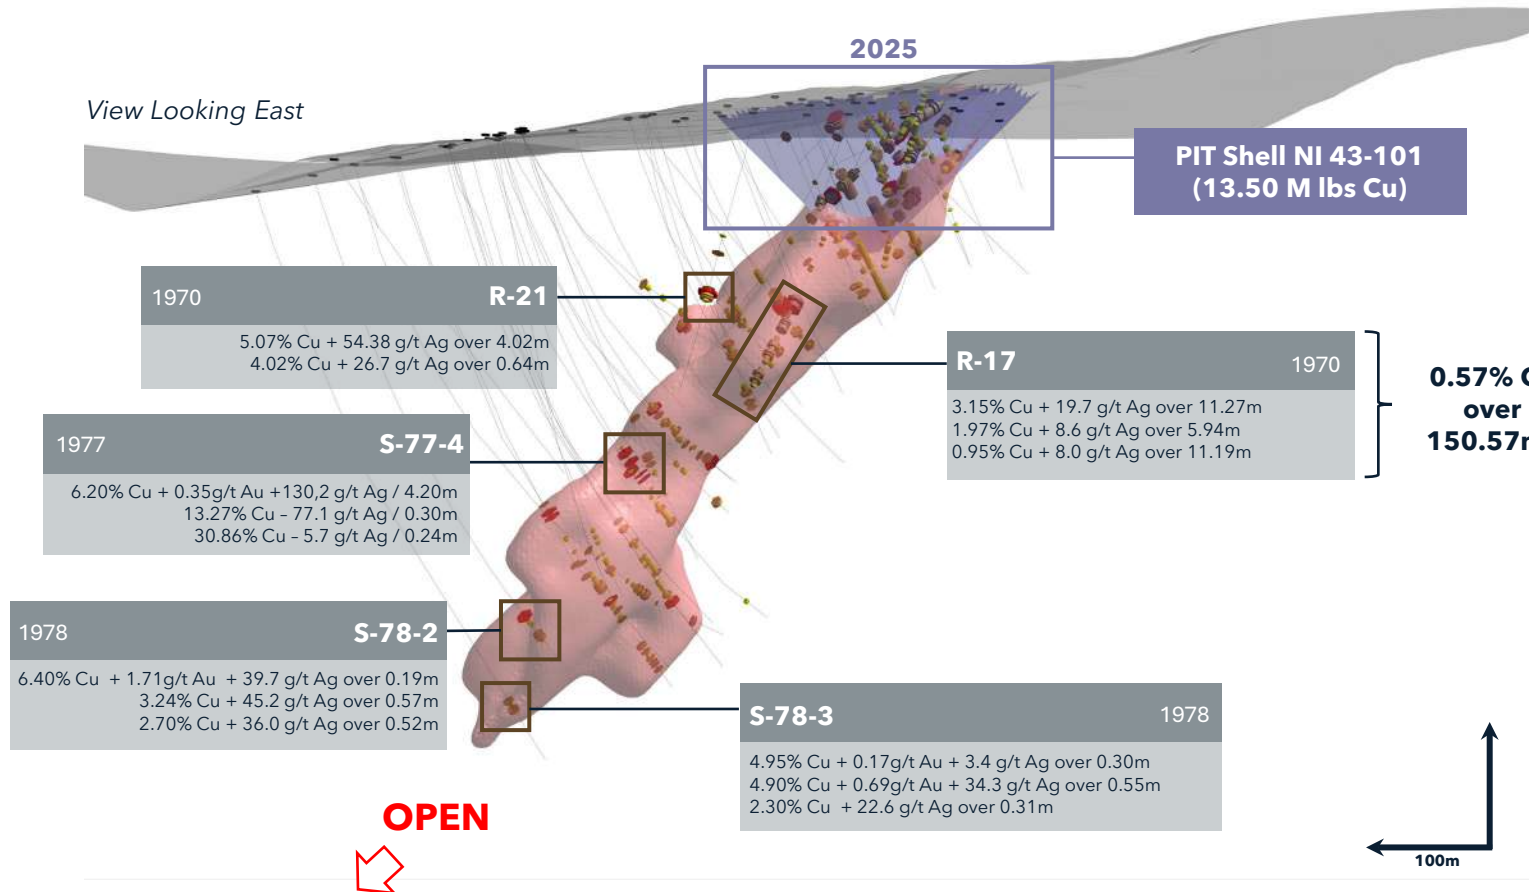 2025
View Looking East
PIT Shell NI 43-101
(13.50 M lbs Cu)
1970 R-21
5.07% Cu + 54.38 g/t Ag over 4.02m
4.02% Cu + 26.7 g/t Ag over 0.64m
R-17 1970
3.15% Cu + 19.7 g/t Ag over 11.27m
1.97% Cu + 8.6 g/t Ag over 5.94m
0.95% Cu + 8.0 g/t Ag over 11.19m
0.57%
over
150.57m
1977 S-77-4
6.20% Cu + 0.35g/t Au +130,2 g/t Ag / 4.20m
13.27% Cu – 77.1 g/t Ag / 0.30m
30.86% Cu – 5.7 g/t Ag / 0.24m
1978 S-78-2
6.40% Cu + 1.71g/t Au + 39.7 g/t Ag over 0.19m
3.24% Cu + 45.2 g/t Ag over 0.57m
2.70% Cu + 36.0 g/t Ag over 0.52m
S-78-3 1978
4.95% Cu + 0.17g/t Au + 3.4 g/t Ag over 0.30m
4.90% Cu + 0.69g/t Au + 34.3 g/t Ag over 0.55m
2.30% Cu + 22.6 g/t Ag over 0.31m
OPEN
100m